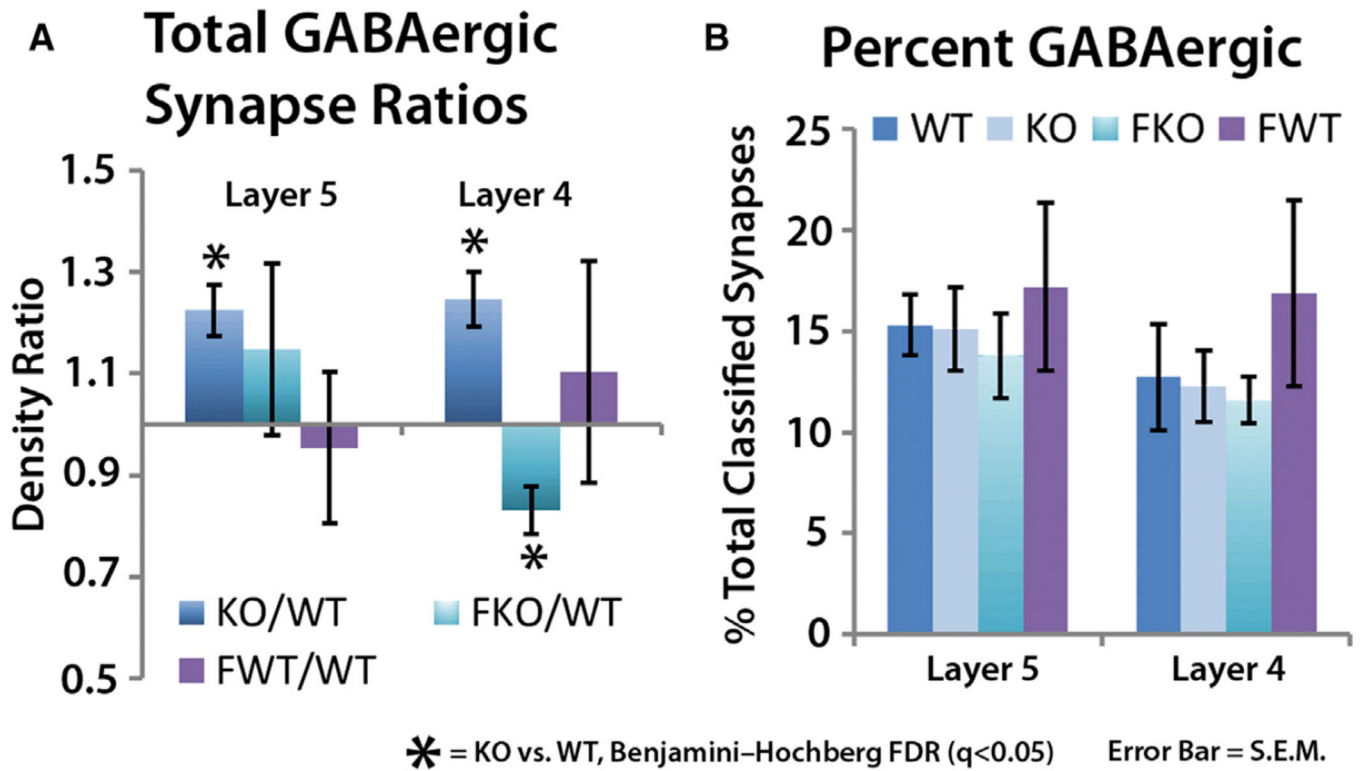 A
Total GABAergic
Synapse Ratios
Density Ratio
1.5
1.3
1.1
0.9
0.7
0.5
Layer 5
Layer 4
*
*
*
KO/WT
FKO/WT
FWT/WT
B
Percent GABAergic
% Total Classified Synapses
25
20
15
10
5
0
WT KO FKO FWT
Layer 5
Layer 4
* = KO vs. WT, Benjamini–Hochberg FDR (q<0.05) Error Bar = S.E.M.